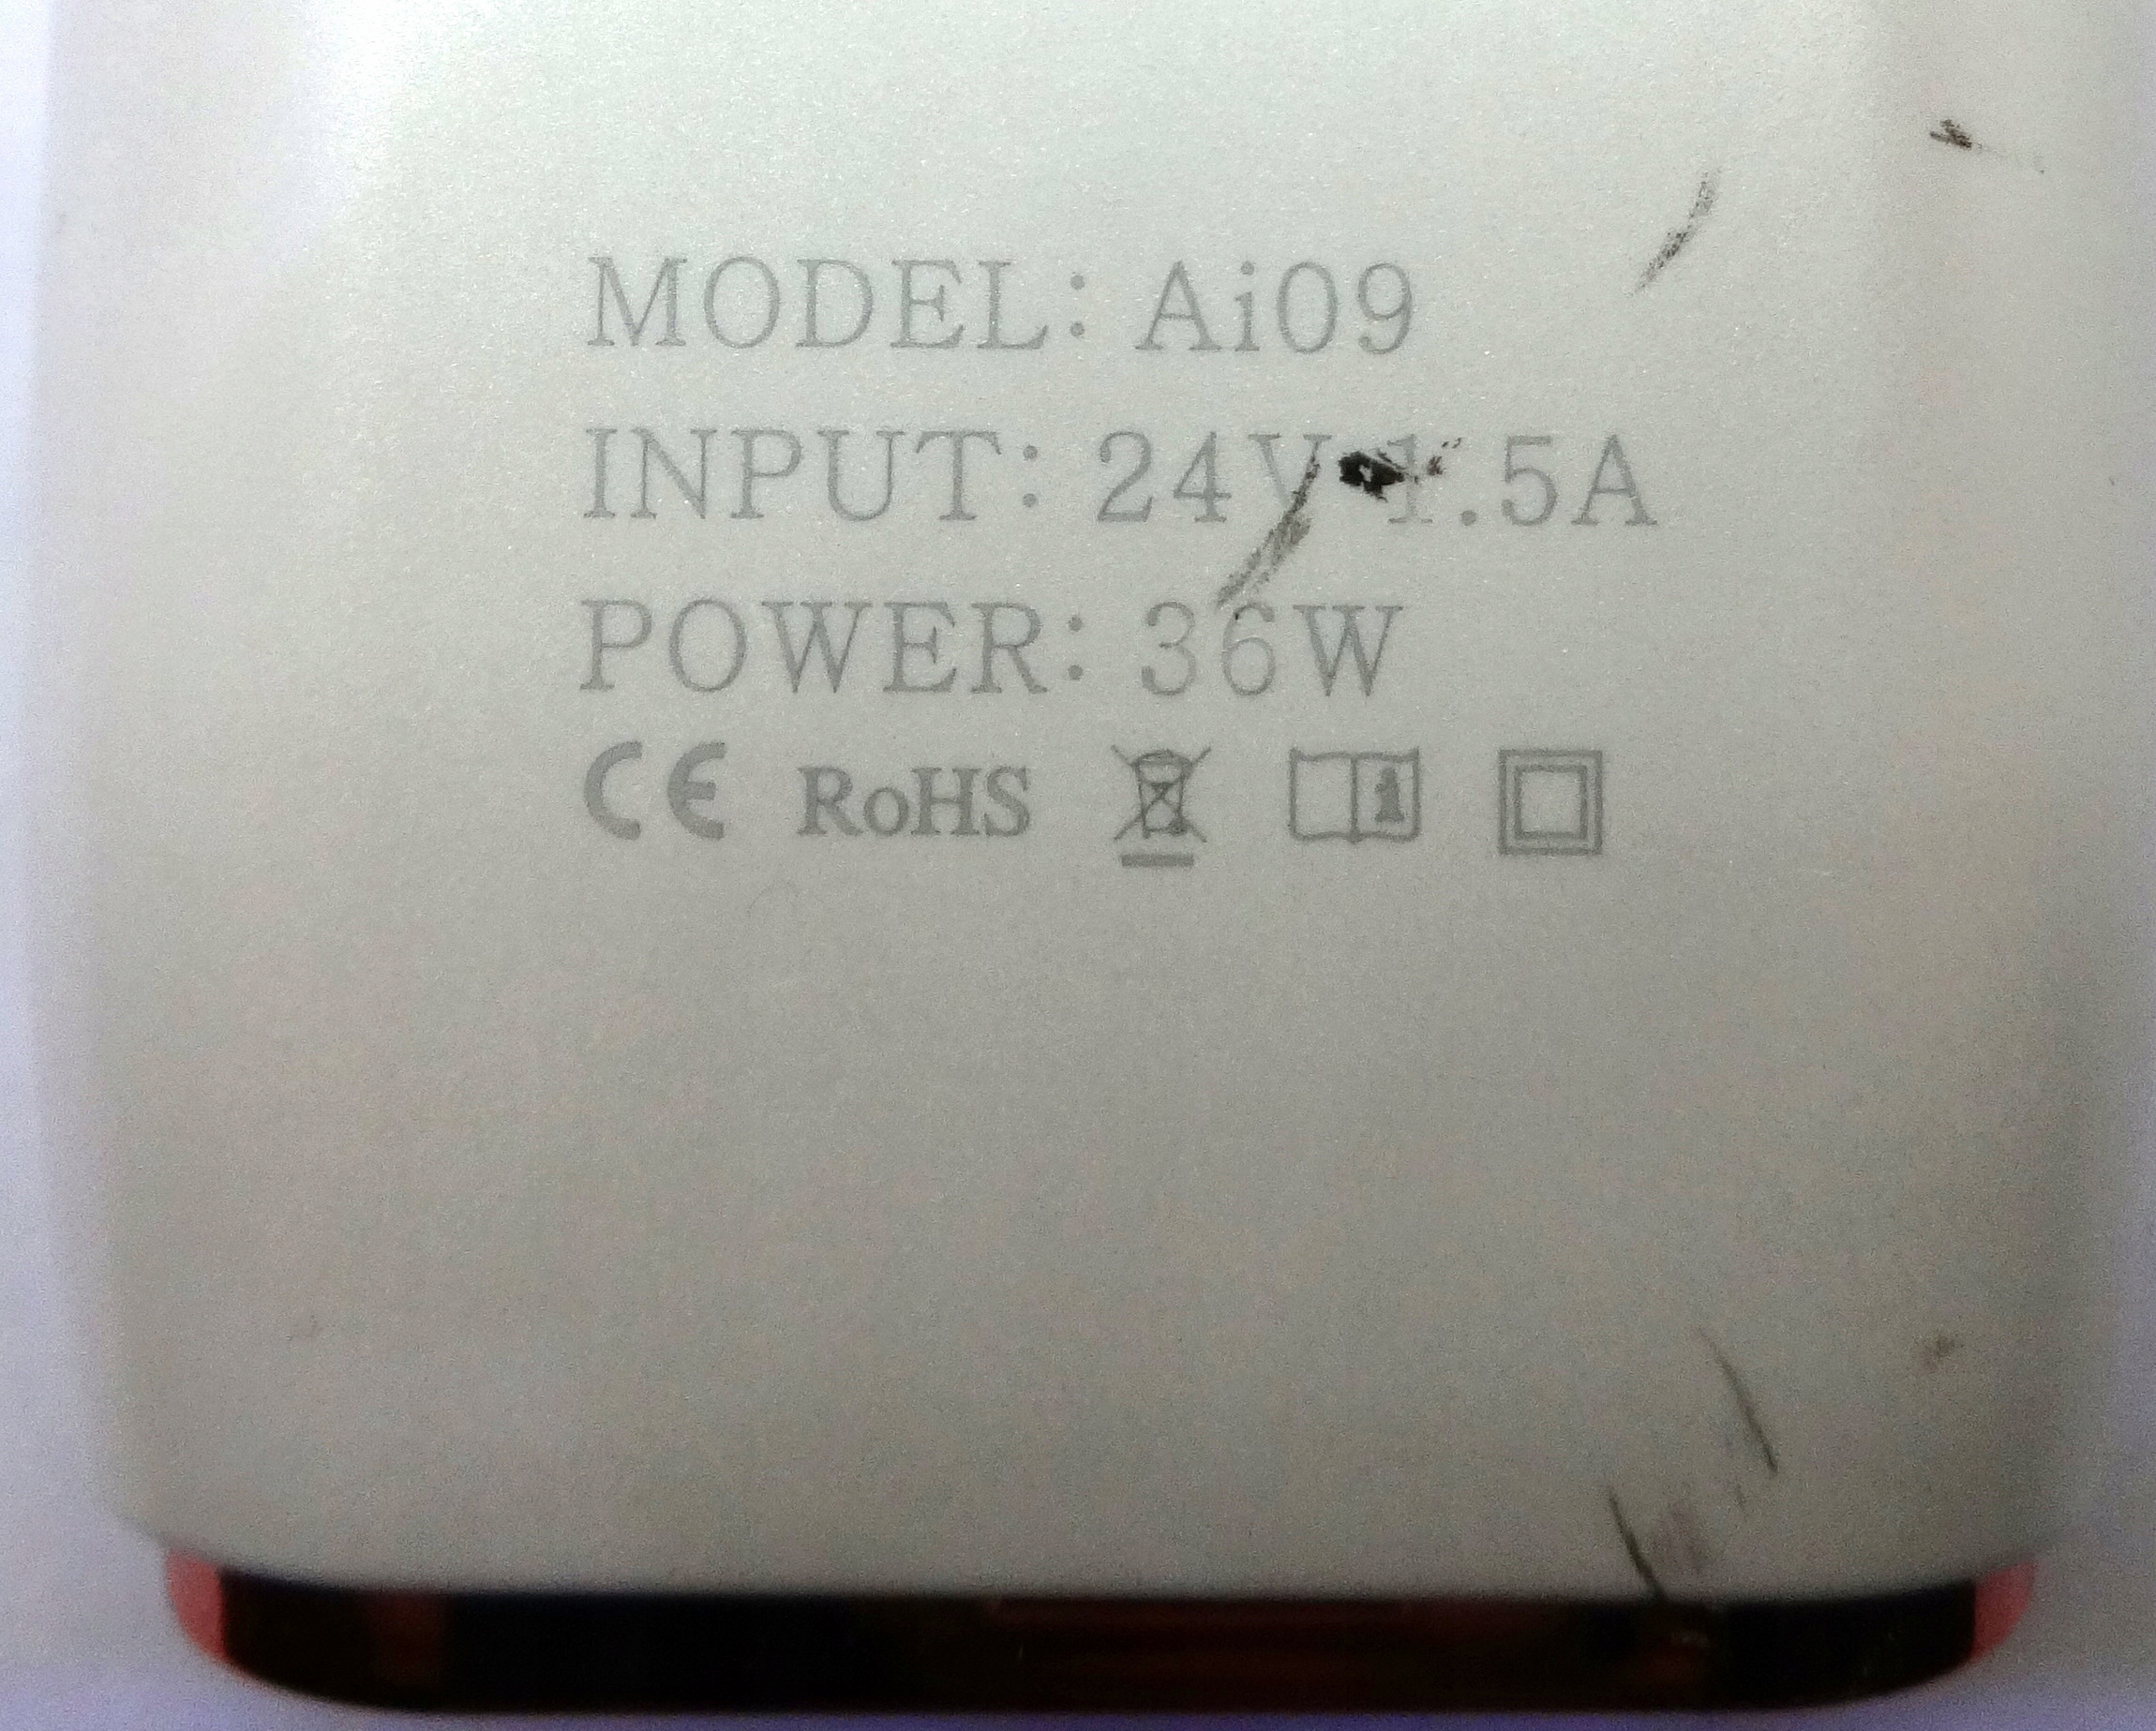 MODEL: Ai09
INPUT: 24V 1.5A
POWER: 36W
CE RoHS